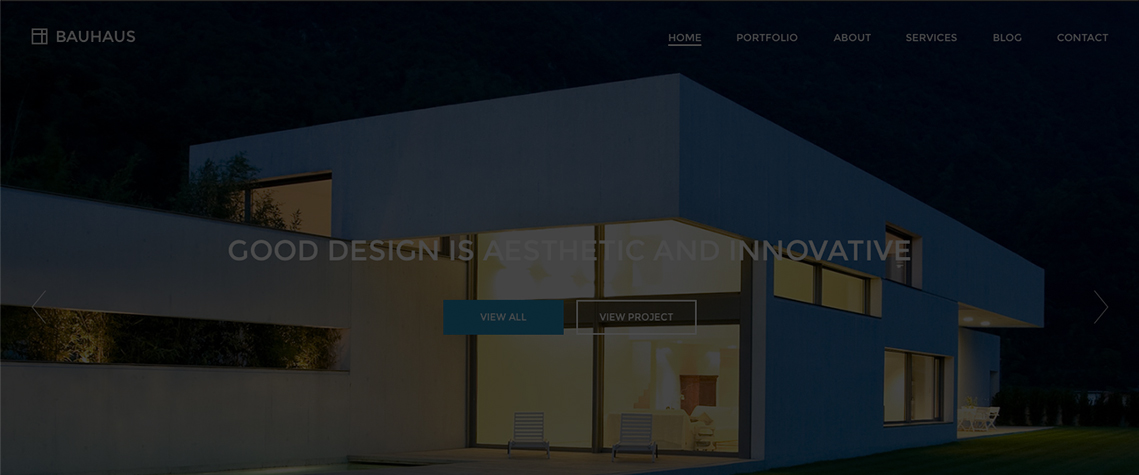 BAUHAUS
HOME PORTFOLIO ABOUT SERVICES BLOG CONTACT
GOOD DESIGN IS AESTHETIC AND INNOVATIVE
VIEW ALL VIEW PROJECT